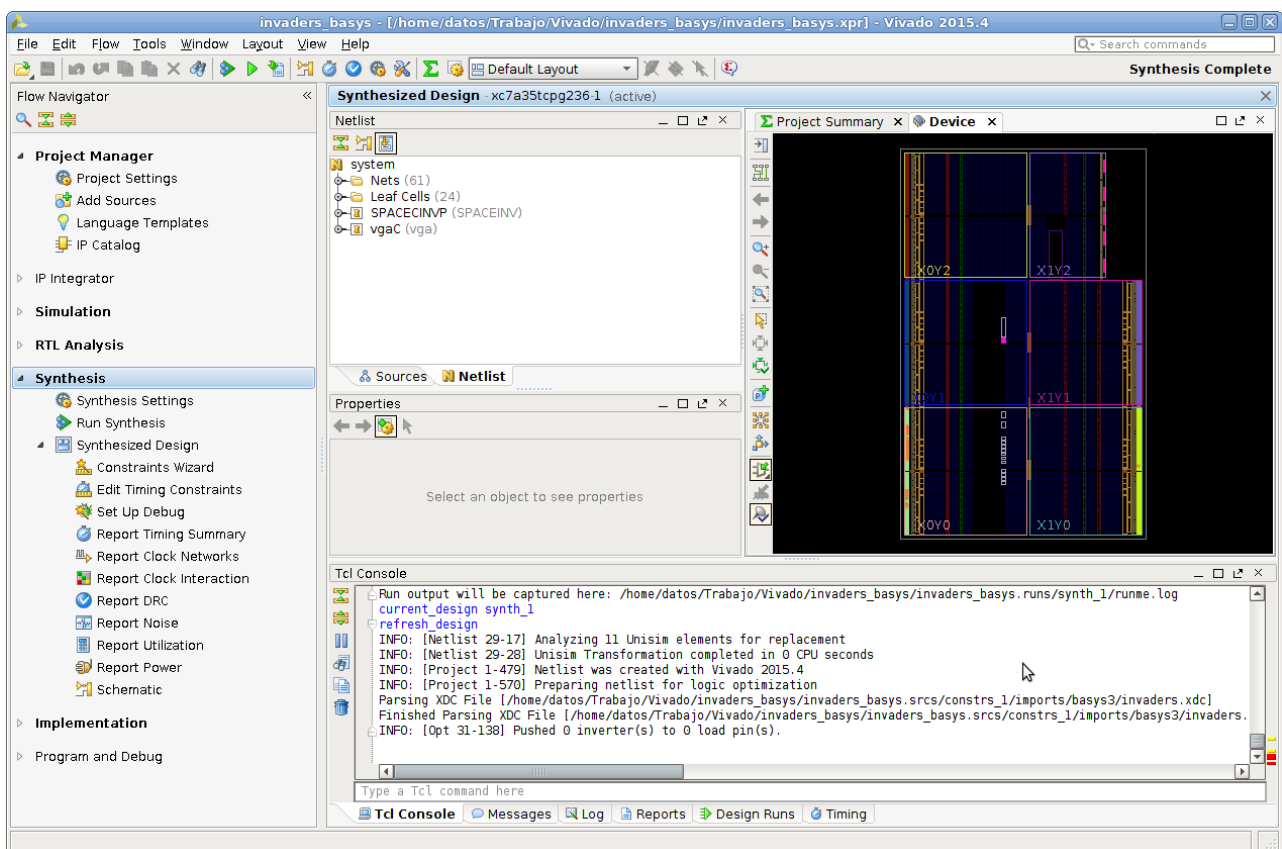 invaders_basys - [/home/datos/Trabajo/Vivado/invaders_basys/invaders_basys.xpr] - Vivado 2015.4
File Edit Flow Tools Window Layout View Help
Search commands
Default Layout
Synthesis Complete
Flow Navigator
Project Manager
Project Settings
Add Sources
Language Templates
IP Catalog
IP Integrator
Simulation
RTL Analysis
Synthesis
Synthesis Settings
Run Synthesis
Synthesized Design
Constraints Wizard
Edit Timing Constraints
Set Up Debug
Report Timing Summary
Report Clock Networks
Report Clock Interaction
Report DRC
Report Noise
Report Utilization
Report Power
Schematic
Implementation
Program and Debug
Synthesized Design - xc7a35tcpg236-1 (active)
Netlist
system
Nets (61)
Leaf Cells (24)
SPACECINVP (SPACEINV)
vgaC (vga)
Sources Netlist
Properties
Select an object to see properties
Project Summary Device
X0Y2 X1Y2
X0Y1 X1Y1
X0Y0 X1Y0
Tcl Console
Run output will be captured here: /home/datos/Trabajo/Vivado/invaders_basys/invaders_basys.runs/synth_1/runme.log
current_design synth_1
refresh_design
INFO: [Netlist 29-17] Analyzing 11 Unisim elements for replacement
INFO: [Netlist 29-28] Unisim Transformation completed in 0 CPU seconds
INFO: [Project 1-479] Netlist was created with Vivado 2015.4
INFO: [Project 1-570] Preparing netlist for logic optimization
Parsing XDC File [/home/datos/Trabajo/Vivado/invaders_basys/invaders_basys.srcs/constrs_1/imports/basys3/invaders.xdc]
Finished Parsing XDC File [/home/datos/Trabajo/Vivado/invaders_basys/invaders_basys.srcs/constrs_1/imports/basys3/invaders.
INFO: [Opt 31-138] Pushed 0 inverter(s) to 0 load pin(s).
Type a Tcl command here
Tcl Console Messages Log Reports Design Runs Timing